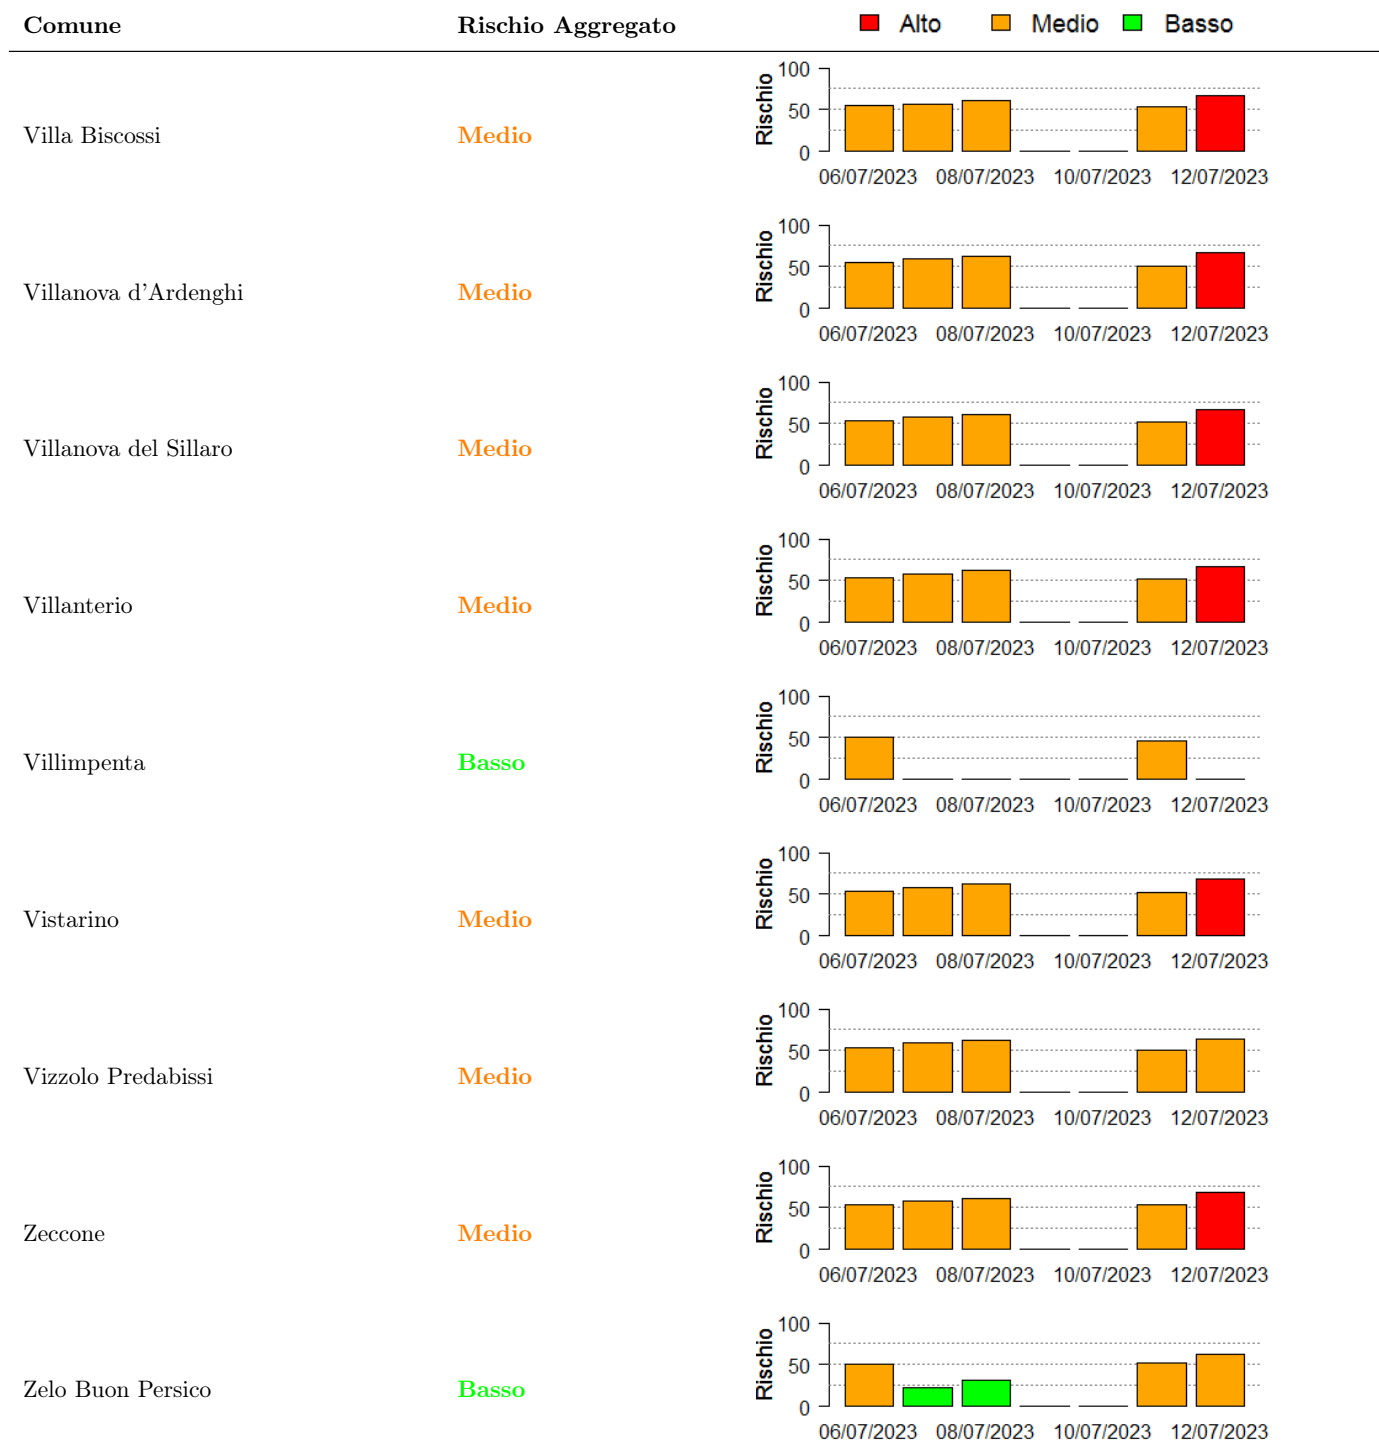 Comune Rischio Aggregato Alto Medio Basso
Villa Biscossi Medio
Rischio
100
50
0
06/07/2023 08/07/2023 10/07/2023 12/07/2023
Villanova d'Ardenghi Medio
Rischio
100
50
0
06/07/2023 08/07/2023 10/07/2023 12/07/2023
Villanova del Sillaro Medio
Rischio
100
50
0
06/07/2023 08/07/2023 10/07/2023 12/07/2023
Villanterio Medio
Rischio
100
50
0
06/07/2023 08/07/2023 10/07/2023 12/07/2023
Villimpenta Basso
Rischio
100
50
0
06/07/2023 08/07/2023 10/07/2023 12/07/2023
Vistarino Medio
Rischio
100
50
0
06/07/2023 08/07/2023 10/07/2023 12/07/2023
Vizzolo Predabissi Medio
Rischio
100
50
0
06/07/2023 08/07/2023 10/07/2023 12/07/2023
Zeccone Medio
Rischio
100
50
0
06/07/2023 08/07/2023 10/07/2023 12/07/2023
Zelo Buon Persico Basso
Rischio
100
50
0
06/07/2023 08/07/2023 10/07/2023 12/07/2023